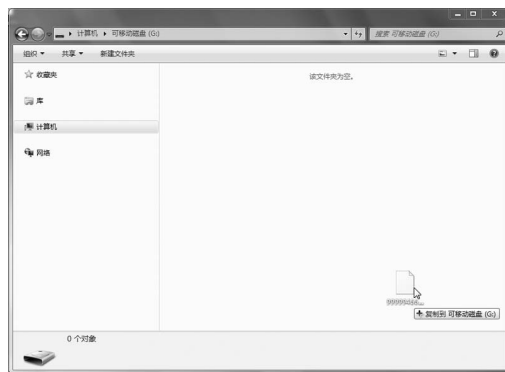 计算机 ▸ 可移动磁盘 (G:)
搜索 可移动磁盘 (G:)
组织 ▾ 共享 ▾ 新建文件夹
收藏夹
该文件夹为空。
库
计算机
网络
复制到 可移动磁盘 (G:)
0 个对象